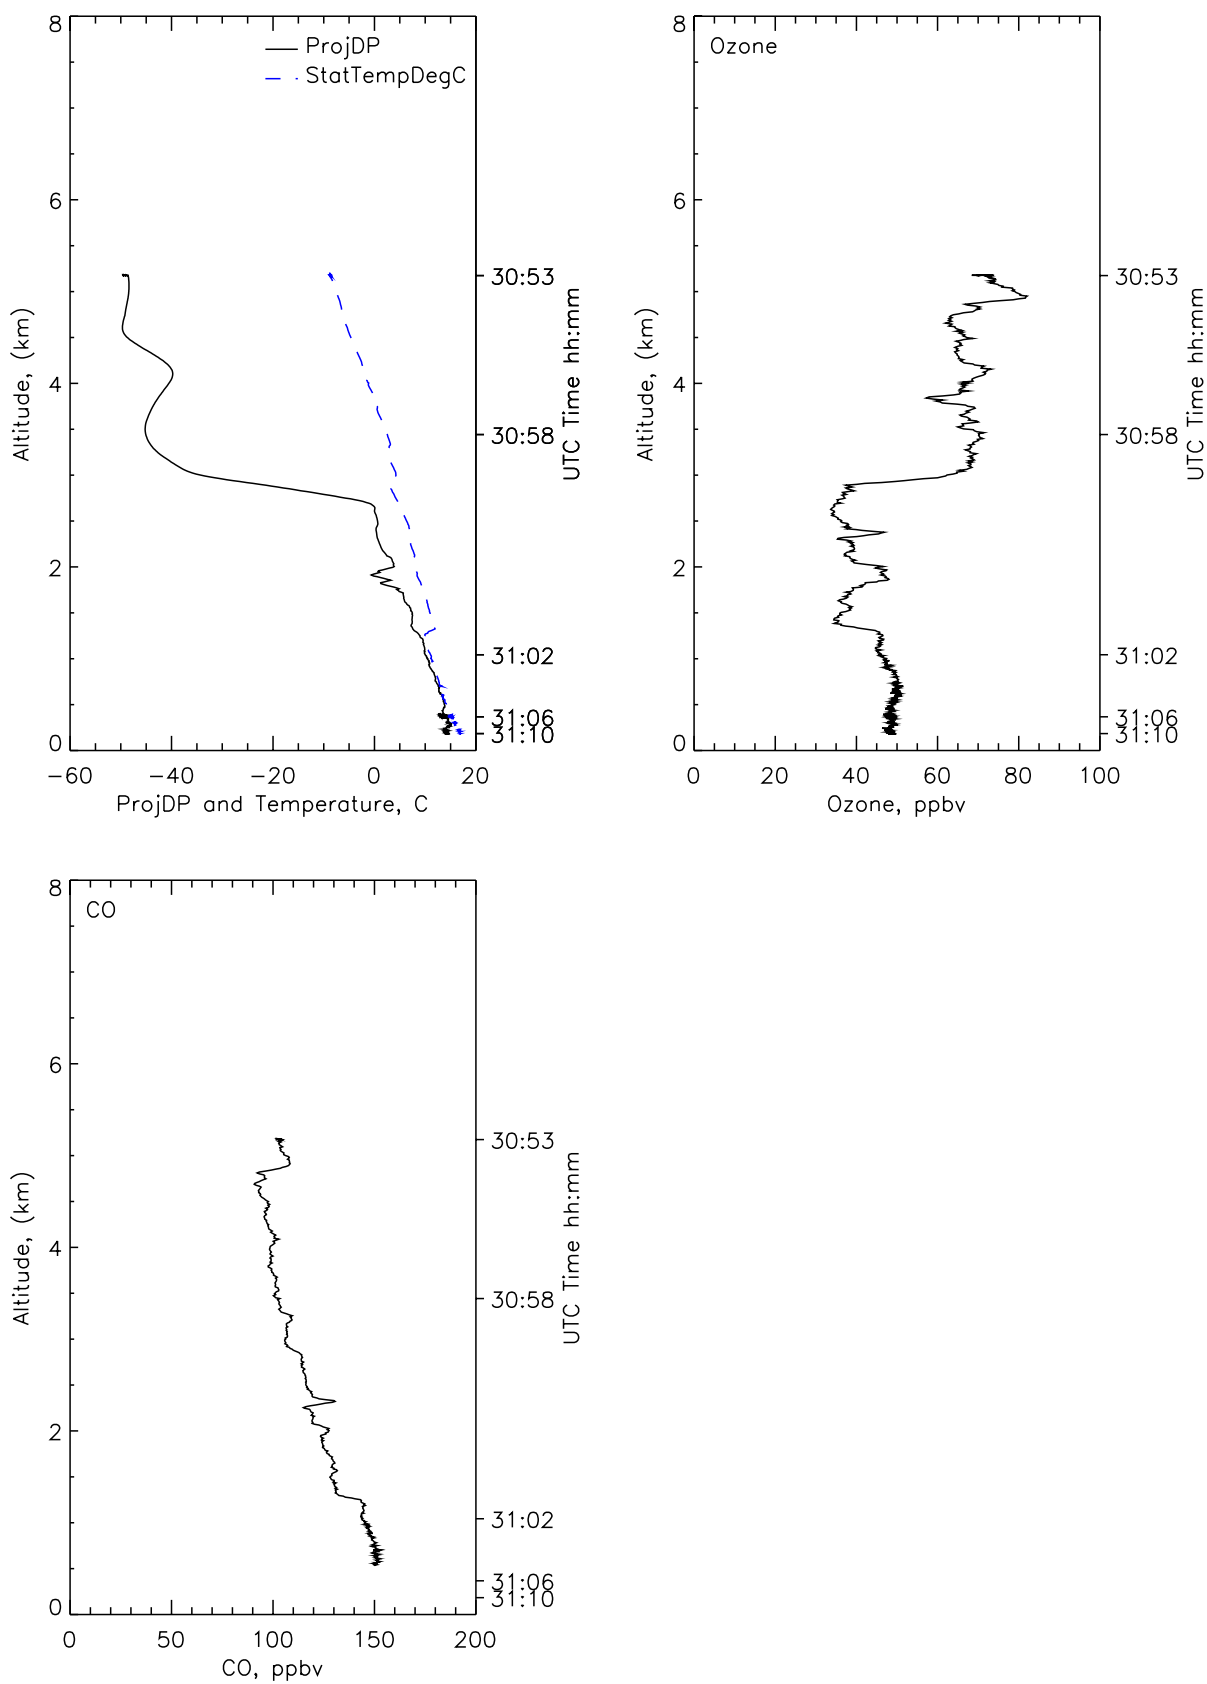 8
6
4
2
0
Altitude, (km)
ProjDP
StatTempDegC
30:53
30:58
31:02
31:06
31:10
UTC Time hh:mm
−60 −40 −20 0 20
ProjDP and Temperature, C
8
6
4
2
0
Altitude, (km)
Ozone
30:53
30:58
31:02
31:06
31:10
UTC Time hh:mm
0 20 40 60 80 100
Ozone, ppbv
8
6
4
2
0
Altitude, (km)
CO
30:53
30:58
31:02
31:06
31:10
UTC Time hh:mm
0 50 100 150 200
CO, ppbv